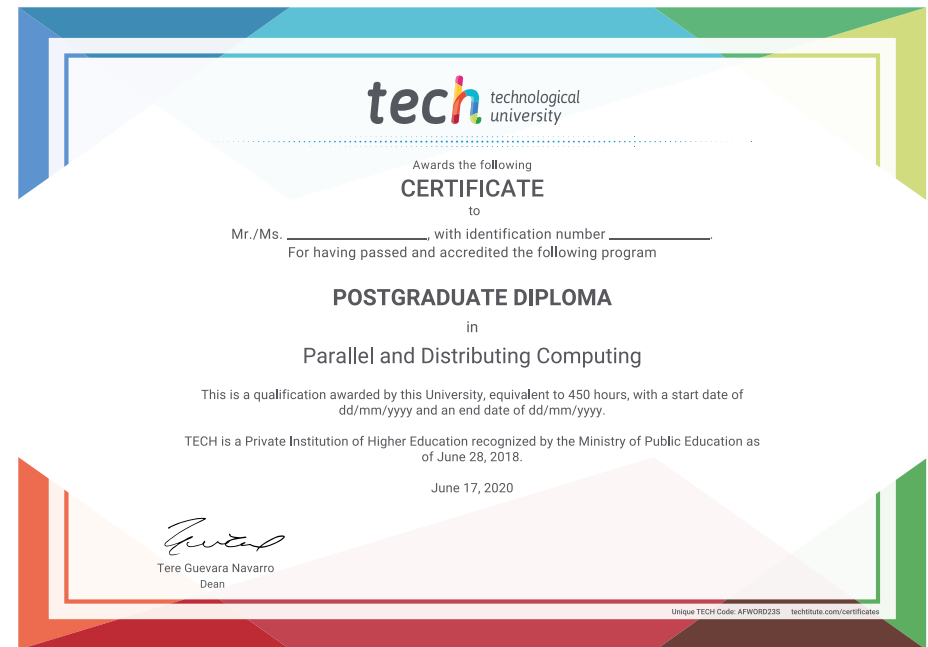 tech technological
university
Awards the following
CERTIFICATE
to
Mr./Ms. ____________________, with identification number ______________.
For having passed and accredited the following program
POSTGRADUATE DIPLOMA
in
Parallel and Distributing Computing
This is a qualification awarded by this University, equivalent to 450 hours, with a start date of
dd/mm/yyyy and an end date of dd/mm/yyyy.
TECH is a Private Institution of Higher Education recognized by the Ministry of Public Education as
of June 28, 2018.
June 17, 2020
Tere Guevara Navarro
Dean
Unique TECH Code: AFWORD23S techtitute.com/certificates